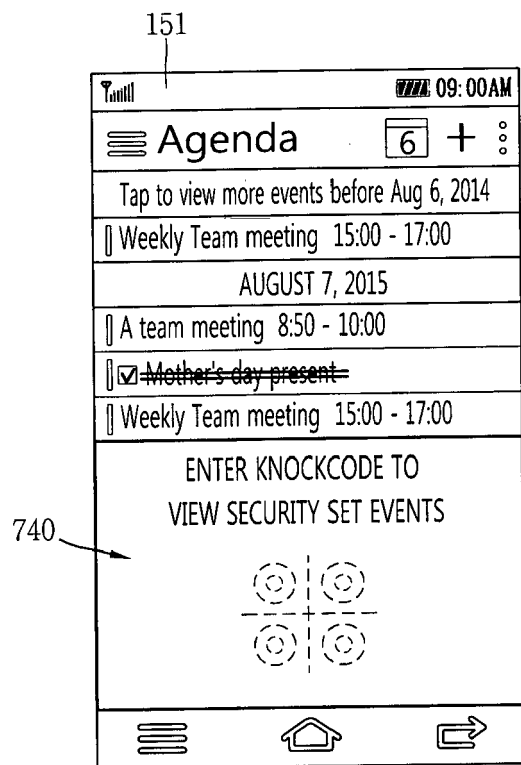 151
09:00AM
Agenda
6 +
Tap to view more events before Aug 6, 2014
Weekly Team meeting 15:00 - 17:00
AUGUST 7, 2015
A team meeting 8:50 - 10:00
Mother's day present
Weekly Team meeting 15:00 - 17:00
ENTER KNOCKCODE TO
VIEW SECURITY SET EVENTS
740